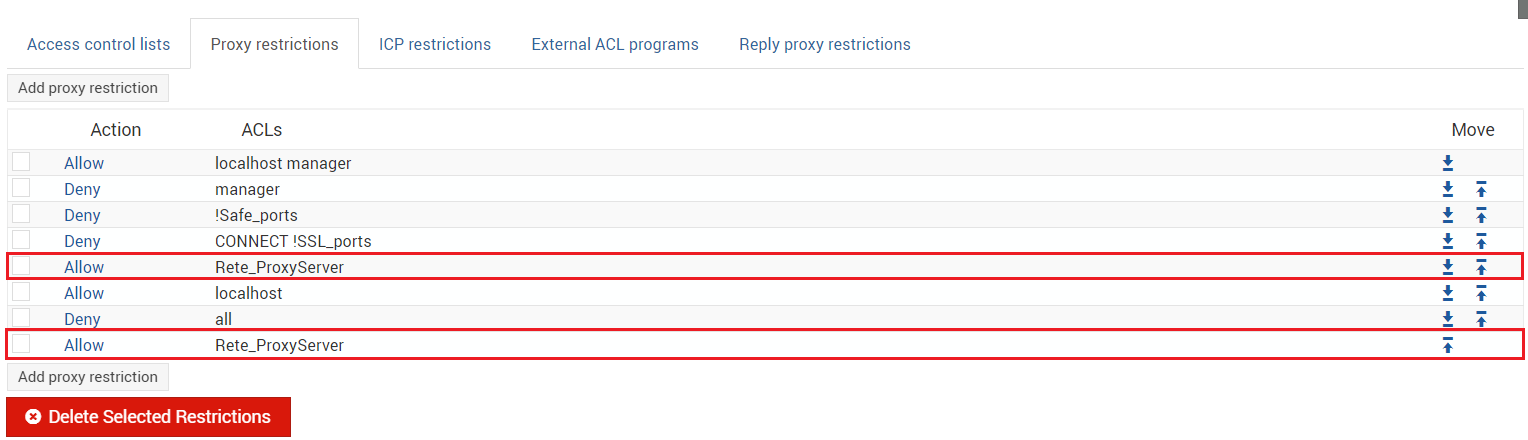 Access control lists Proxy restrictions ICP restrictions External ACL programs Reply proxy restrictions
Add proxy restriction
Action ACLs Move
Allow localhost manager
Deny manager
Deny !Safe_ports
Deny CONNECT !SSL_ports
Allow Rete_ProxyServer
Allow localhost
Deny all
Allow Rete_ProxyServer
Add proxy restriction
Delete Selected Restrictions